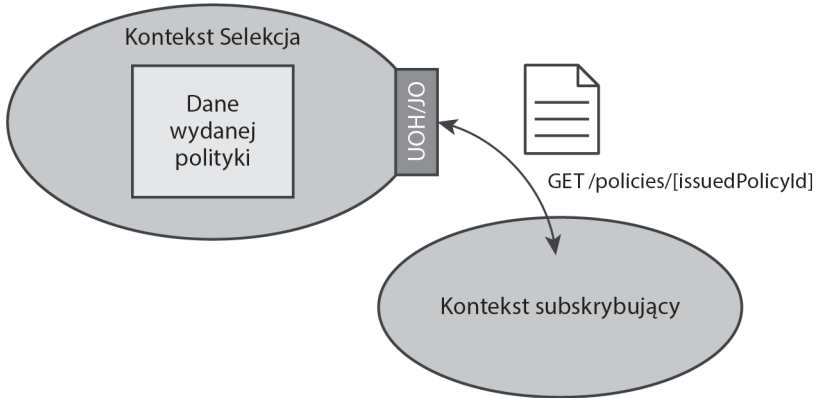 Kontekst Selekcja
Dane
wydanej
polityki
UOH/JO
GET /policies/[issuedPolicyId]
Kontekst subskrybujący